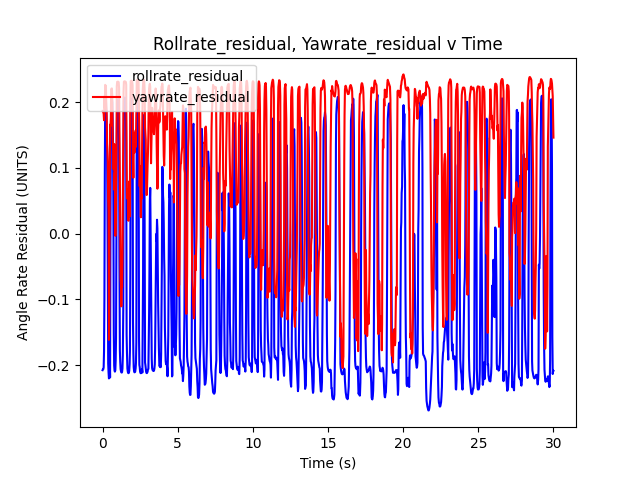 Rollrate_residual, Yawrate_residual v Time
rollrate_residual
yawrate_residual
Angle Rate Residual (UNITS)
0.2
0.1
0.0
−0.1
−0.2
0 5 10 15 20 25 30
Time (s)